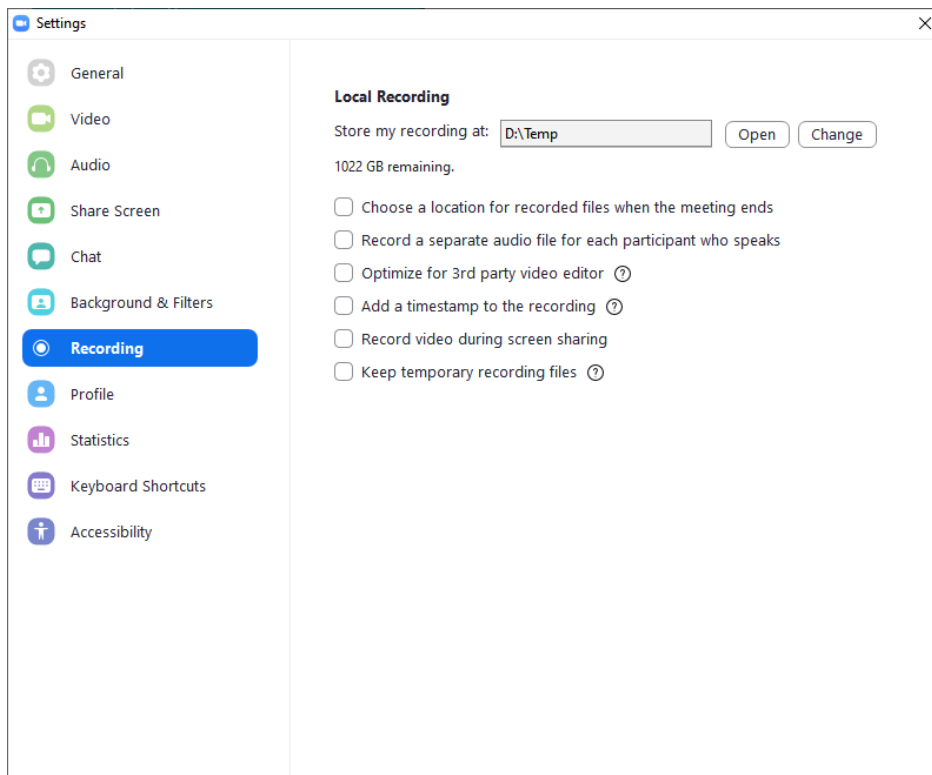 Settings
General
Video
Audio
Share Screen
Chat
Background & Filters
Recording
Profile
Statistics
Keyboard Shortcuts
Accessibility
Local Recording
Store my recording at: D:\Temp Open Change
1022 GB remaining.
Choose a location for recorded files when the meeting ends
Record a separate audio file for each participant who speaks
Optimize for 3rd party video editor ?
Add a timestamp to the recording ?
Record video during screen sharing
Keep temporary recording files ?